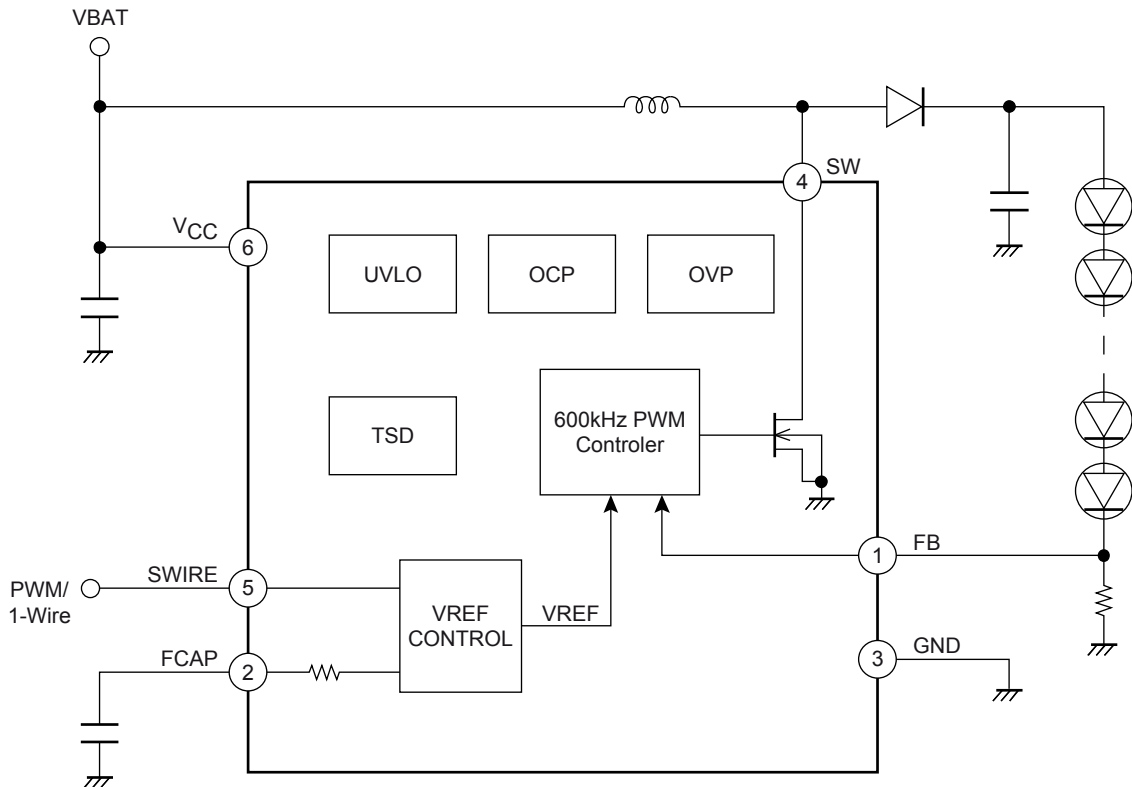 VBAT
SW
4
VCC
6
UVLO
OCP
OVP
TSD
600kHz PWM
Controler
1
FB
PWM/
1-Wire
SWIRE
5
VREF
CONTROL
VREF
FCAP
2
3
GND